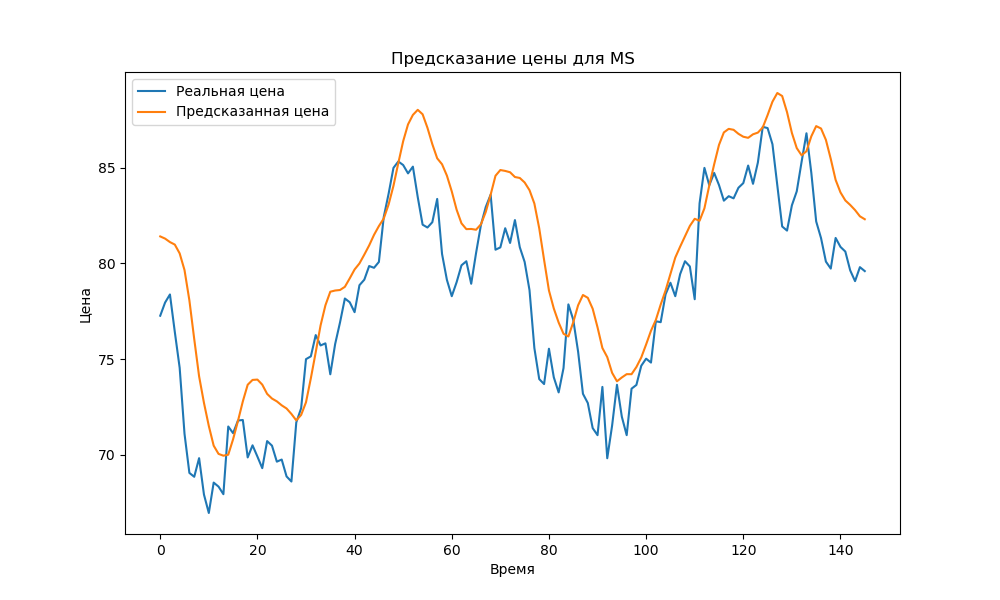 Предсказание цены для MS
Реальная цена
Предсказанная цена
Цена
85
80
75
70
0 20 40 60 80 100 120 140
Время